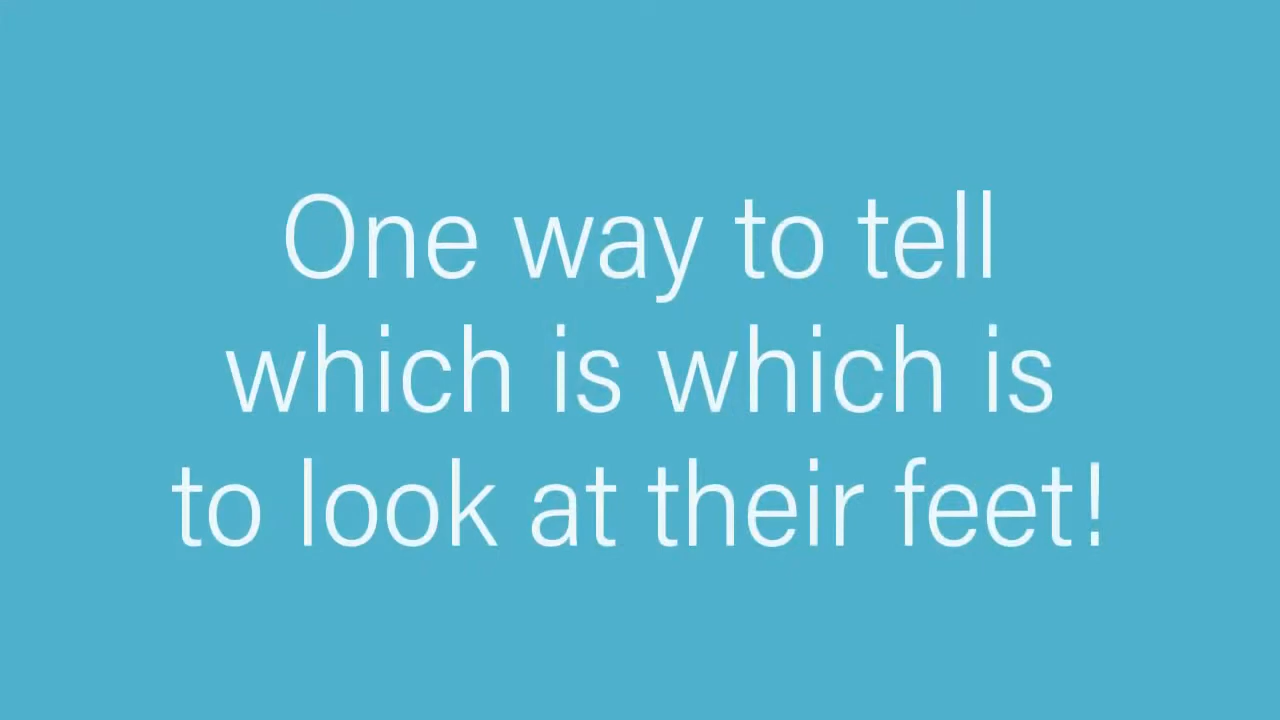 One way to tell
which is which is
to look at their feet!